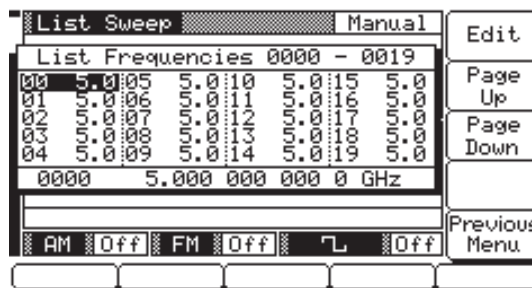 List Sweep Manual
List Frequencies 0000 - 0019
00 5.0 05 5.0 10 5.0 15 5.0
01 5.0 06 5.0 11 5.0 16 5.0
02 5.0 07 5.0 12 5.0 17 5.0
03 5.0 08 5.0 13 5.0 18 5.0
04 5.0 09 5.0 14 5.0 19 5.0
0000 5.000 000 000 0 GHz
AM Off FM Off Off
Edit
Page
Up
Page
Down
Previous
Menu